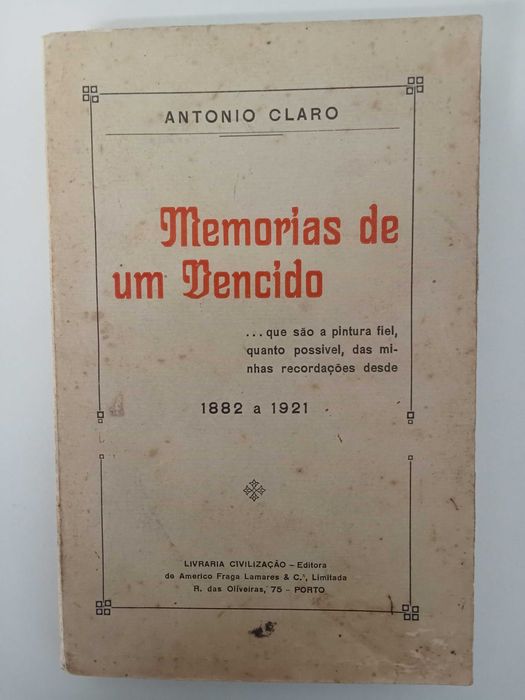 ANTONIO CLARO
Memorias de
um Vencido
...que são a pintura fiel,
quanto possivel, das mi-
nhas recordações desde
1882 a 1921
LIVRARIA CIVILIZAÇÃO — Editora
de Americo Fraga Lamares & C.ª, Limitada
R. das Oliveiras, 75 — PORTO